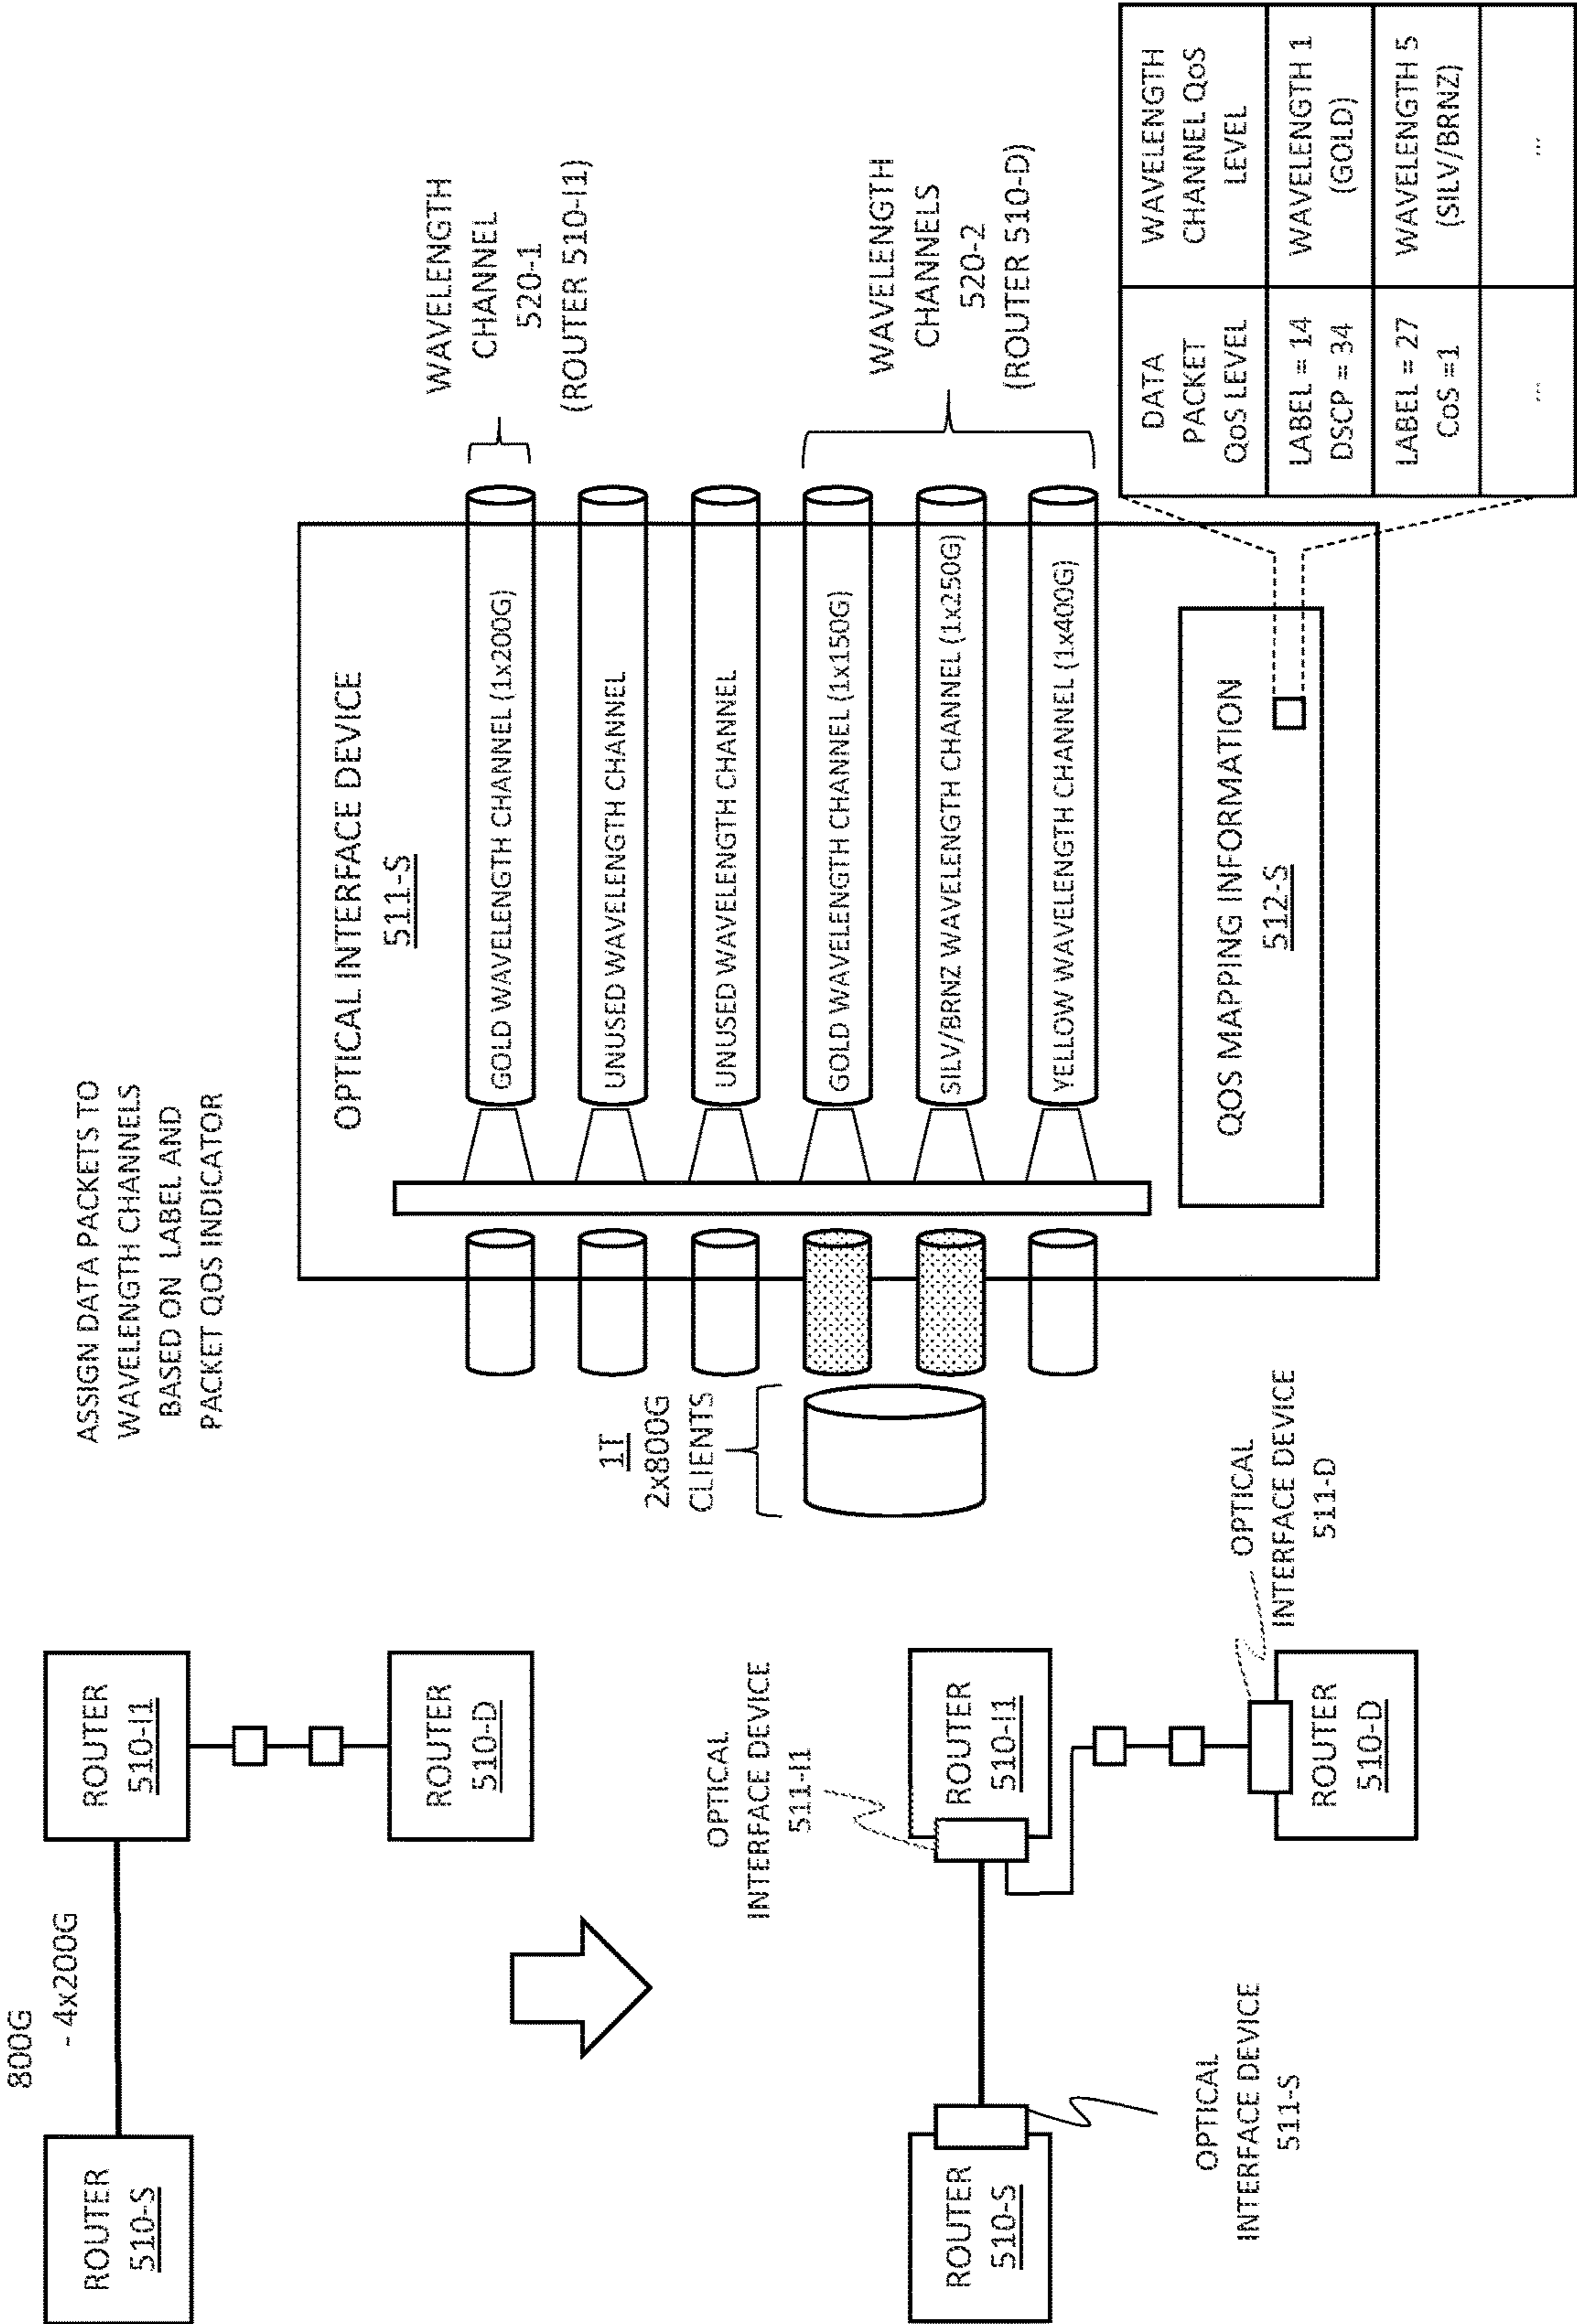 800G
- 4x200G
ROUTER
510-S
ROUTER
510-I1
ROUTER
510-D
ROUTER
510-S
OPTICAL
INTERFACE DEVICE
511-S
OPTICAL
INTERFACE DEVICE
511-I1
ROUTER
510-I1
OPTICAL
INTERFACE DEVICE
511-D
ROUTER
510-D
ASSIGN DATA PACKETS TO
WAVELENGTH CHANNELS
BASED ON LABEL AND
PACKET QOS INDICATOR
1T
2x800G
CLIENTS
OPTICAL INTERFACE DEVICE
511-S
GOLD WAVELENGTH CHANNEL (1x200G)
UNUSED WAVELENGTH CHANNEL
UNUSED WAVELENGTH CHANNEL
GOLD WAVELENGTH CHANNEL (1x150G)
SILV/BRNZ WAVELENGTH CHANNEL (1x250G)
YELLOW WAVELENGTH CHANNEL (1x400G)
QOS MAPPING INFORMATION
512-S
WAVELENGTH
CHANNEL
520-1
(ROUTER 510-I1)
WAVELENGTH
CHANNELS
520-2
(ROUTER 510-D)
DATA
PACKET
QoS LEVEL
WAVELENGTH
CHANNEL QoS
LEVEL
LABEL = 14
DSCP = 34
WAVELENGTH 1
(GOLD)
LABEL = 27
CoS =1
WAVELENGTH 5
(SILV/BRNZ)
...
...